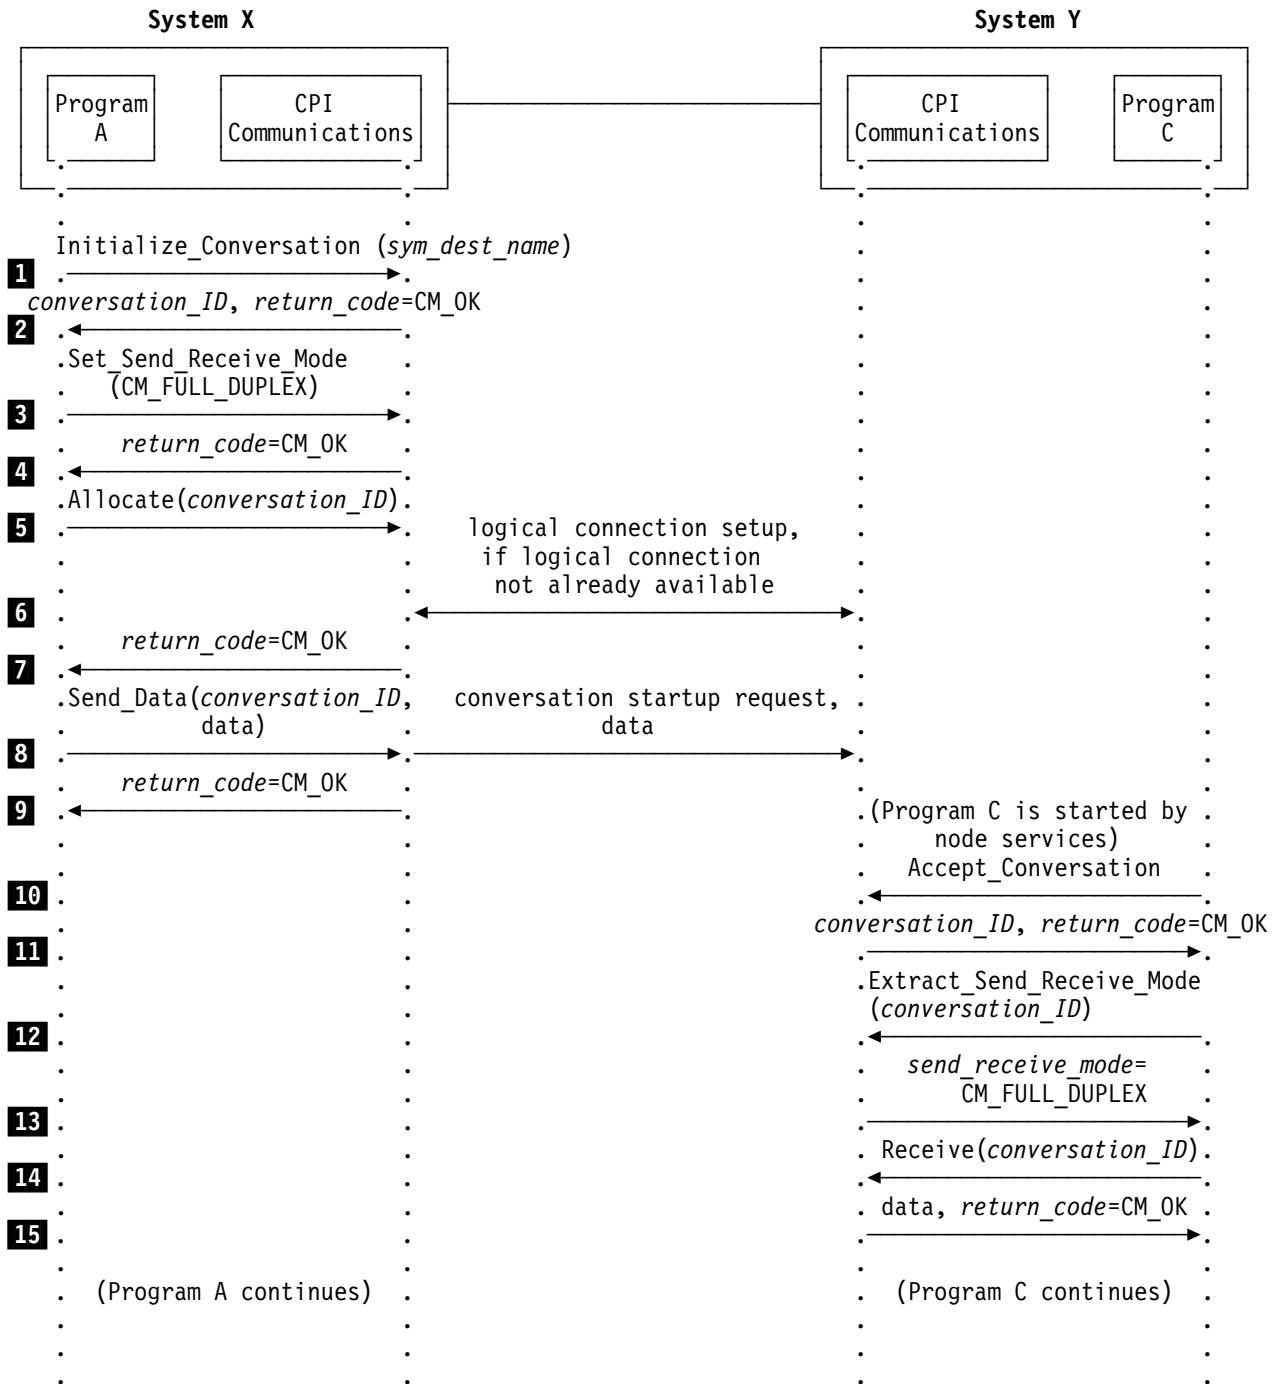 System X
System Y
Program
A
CPI
Communications
CPI
Communications
Program
C
Initialize_Conversation (sym_dest_name)
1
conversation_ID, return_code=CM_OK
2
Set_Send_Receive_Mode
(CM_FULL_DUPLEX)
3
return_code=CM_OK
4
Allocate(conversation_ID)
5
logical connection setup,
if logical connection
not already available
6
return_code=CM_OK
7
Send_Data(conversation_ID,
data)
conversation startup request,
data
8
return_code=CM_OK
9
(Program C is started by
node services)
Accept_Conversation
10
conversation_ID, return_code=CM_OK
11
Extract_Send_Receive_Mode
(conversation_ID)
12
send_receive_mode=
CM_FULL_DUPLEX
13
Receive(conversation_ID)
14
data, return_code=CM_OK
15
(Program A continues)
(Program C continues)